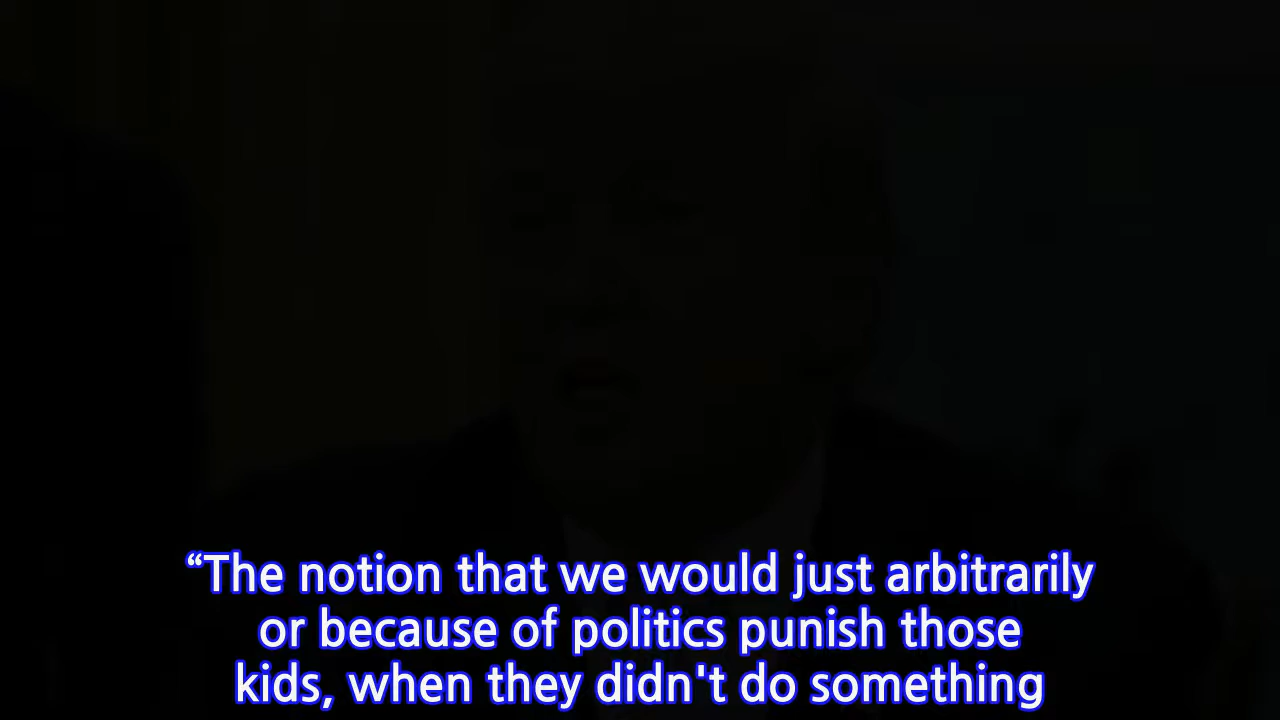 “The notion that we would just arbitrarily
or because of politics punish those
kids, when they didn't do something